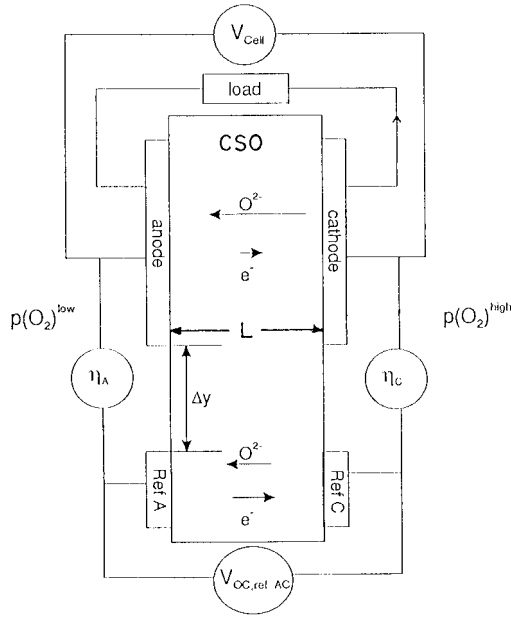 V_Cell
load
CSO
O²⁻
e⁻
anode
cathode
p(O₂)^low
p(O₂)^high
L
η_A
η_C
Δy
O²⁻
e⁻
Ref A
Ref C
V_OC,ref AC